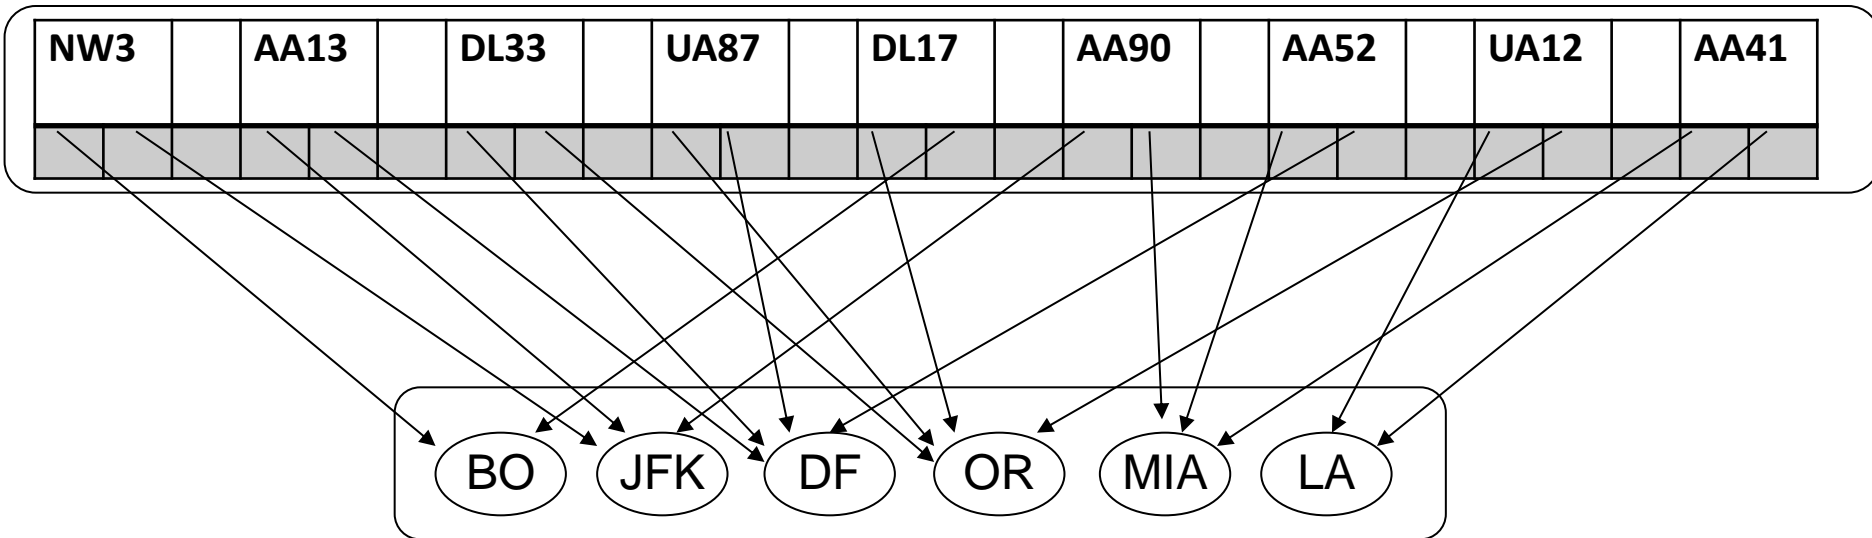 NW3 AA13 DL33 UA87 DL17 AA90 AA52 UA12 AA41
BO JFK DF OR MIA LA